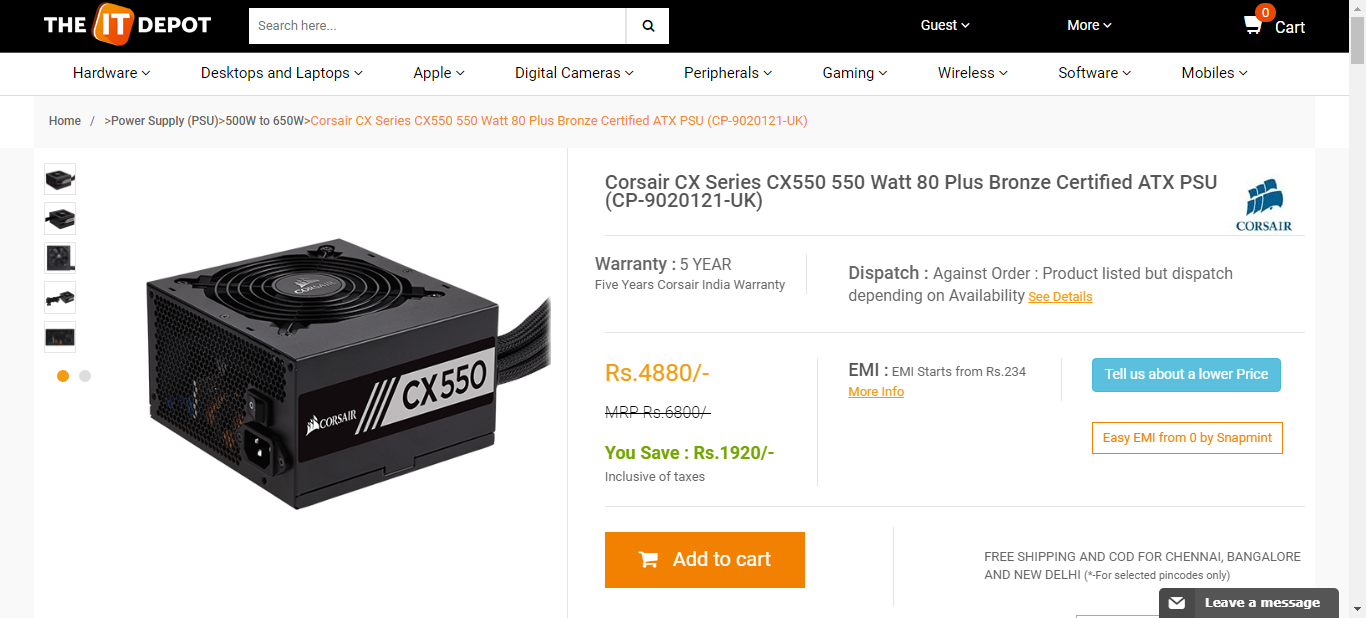 THE IT DEPOT
Search here...
Guest
More
0
Cart
Hardware
Desktops and Laptops
Apple
Digital Cameras
Peripherals
Gaming
Wireless
Software
Mobiles
Home / >Power Supply (PSU)>500W to 650W>Corsair CX Series CX550 550 Watt 80 Plus Bronze Certified ATX PSU (CP-9020121-UK)
Corsair CX Series CX550 550 Watt 80 Plus Bronze Certified ATX PSU
(CP-9020121-UK)
CORSAIR
Warranty : 5 YEAR
Five Years Corsair India Warranty
Dispatch : Against Order : Product listed but dispatch
depending on Availability See Details
CORSAIR
CORSAIR
CX550
Rs.4880/-
MRP Rs.6800/-
You Save : Rs.1920/-
Inclusive of taxes
EMI : EMI Starts from Rs.234
More Info
Tell us about a lower Price
Easy EMI from 0 by Snapmint
Add to cart
FREE SHIPPING AND COD FOR CHENNAI, BANGALORE
AND NEW DELHI (*-For selected pincodes only)
Leave a message